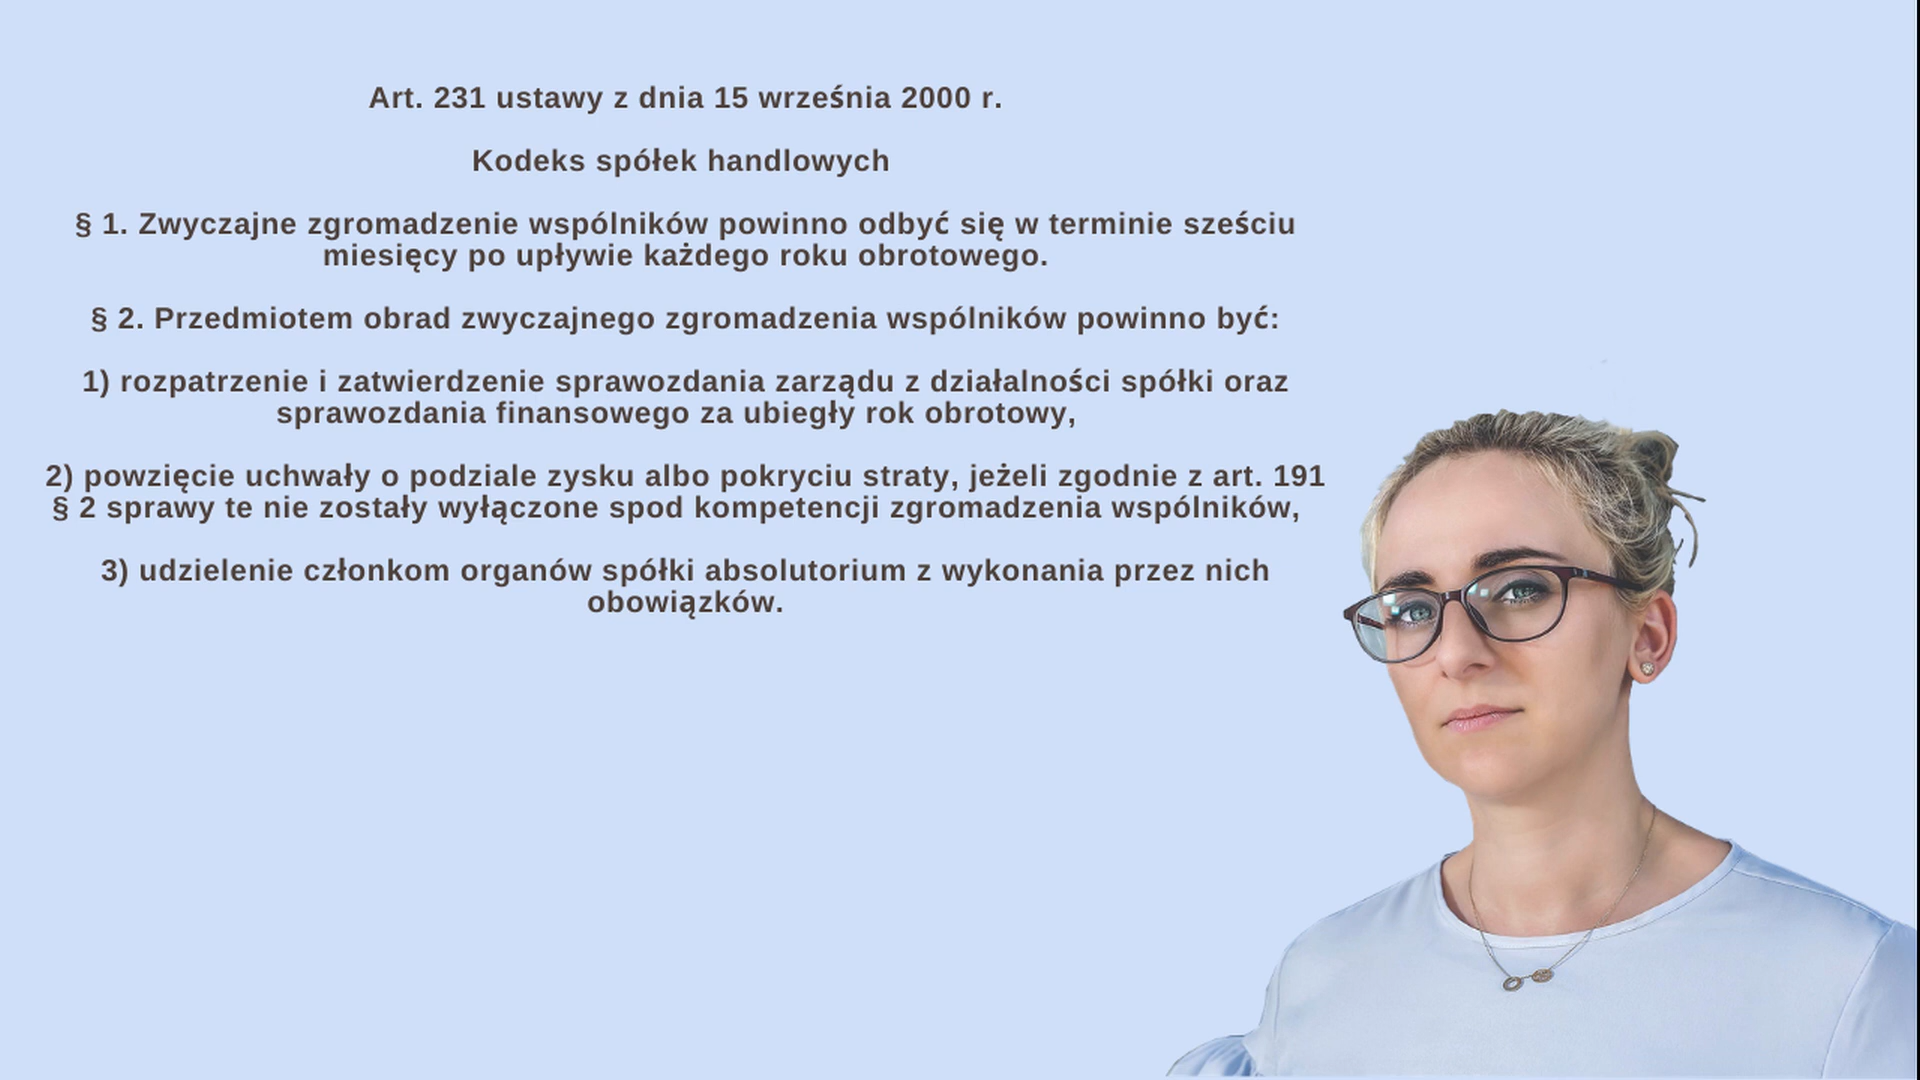 Art. 231 ustawy z dnia 15 września 2000 r.
Kodeks spółek handlowych
§ 1. Zwyczajne zgromadzenie wspólników powinno odbyć się w terminie sześciu
miesięcy po upływie każdego roku obrotowego.
§ 2. Przedmiotem obrad zwyczajnego zgromadzenia wspólników powinno być:
1) rozpatrzenie i zatwierdzenie sprawozdania zarządu z działalności spółki oraz
sprawozdania finansowego za ubiegły rok obrotowy,
2) powzięcie uchwały o podziale zysku albo pokryciu straty, jeżeli zgodnie z art. 191
§ 2 sprawy te nie zostały wyłączone spod kompetencji zgromadzenia wspólników,
3) udzielenie członkom organów spółki absolutorium z wykonania przez nich
obowiązków.